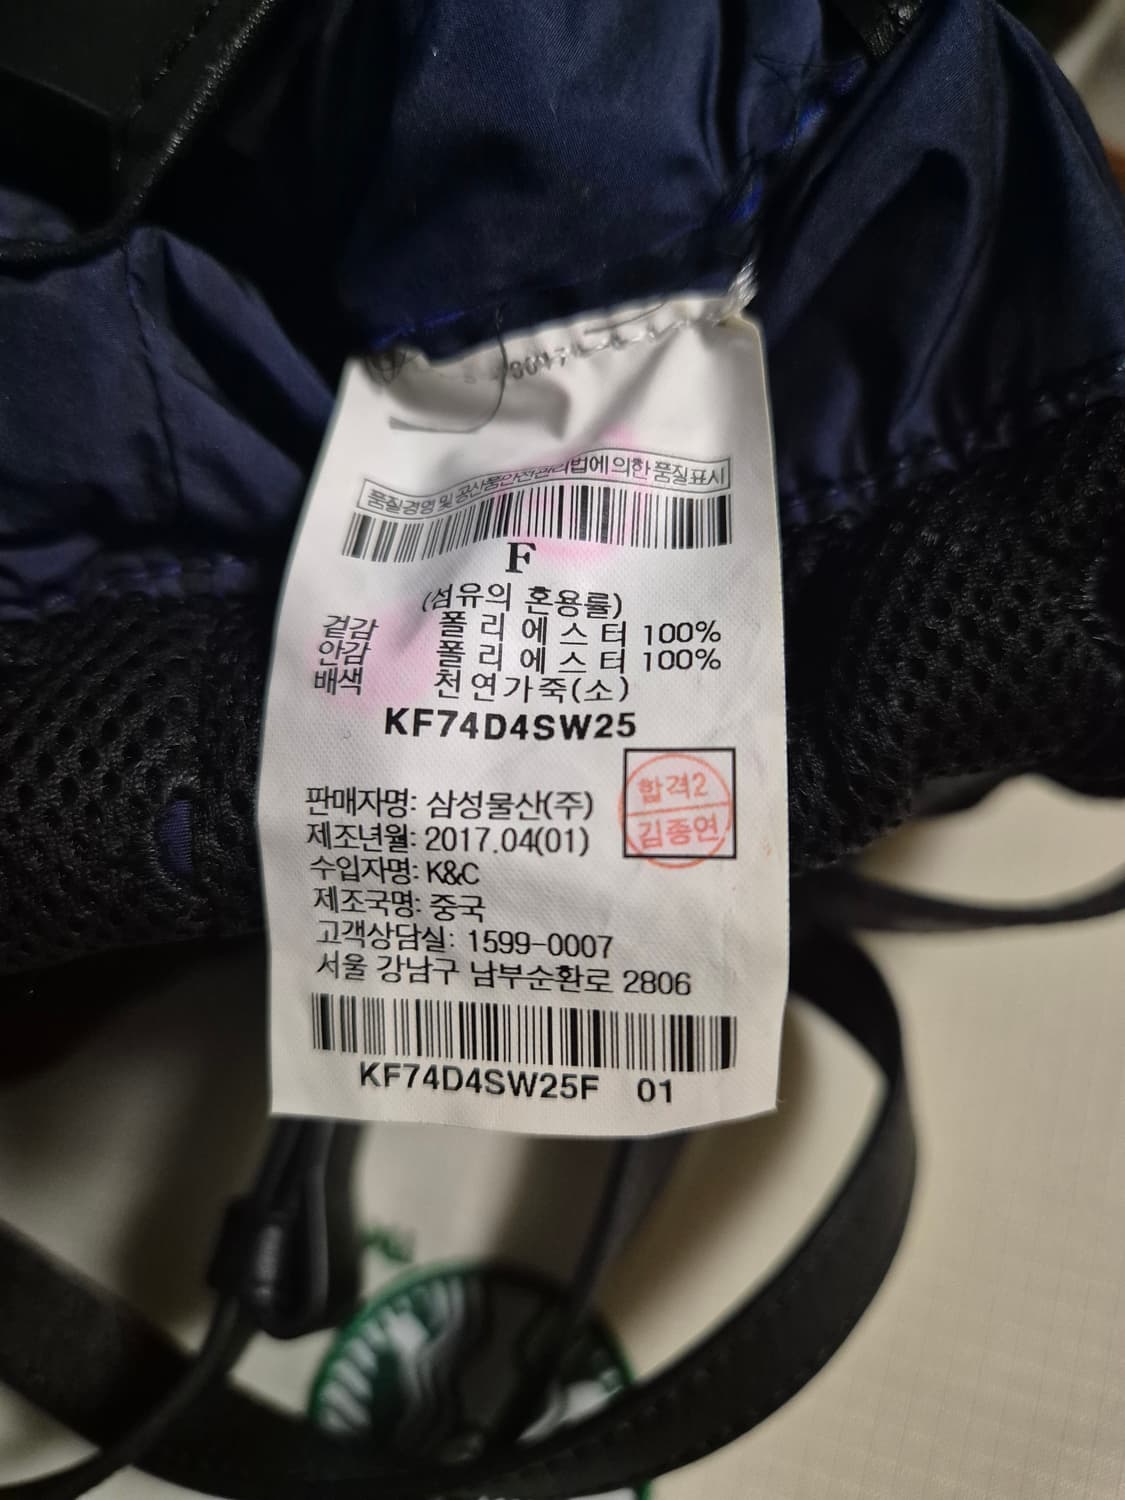 품질경영 및 공산품안전관리법에 의한 품질표시
F
(섬유의 혼용률)
겉감 폴리에스터 100%
안감 폴리에스터 100%
배색 천연가죽(소)
KF74D4SW25
합격2
김종연
판매자명: 삼성물산(주)
제조년월: 2017.04(01)
수입자명: K&C
제조국명: 중국
고객상담실: 1599-0007
서울 강남구 남부순환로 2806
KF74D4SW25F 01